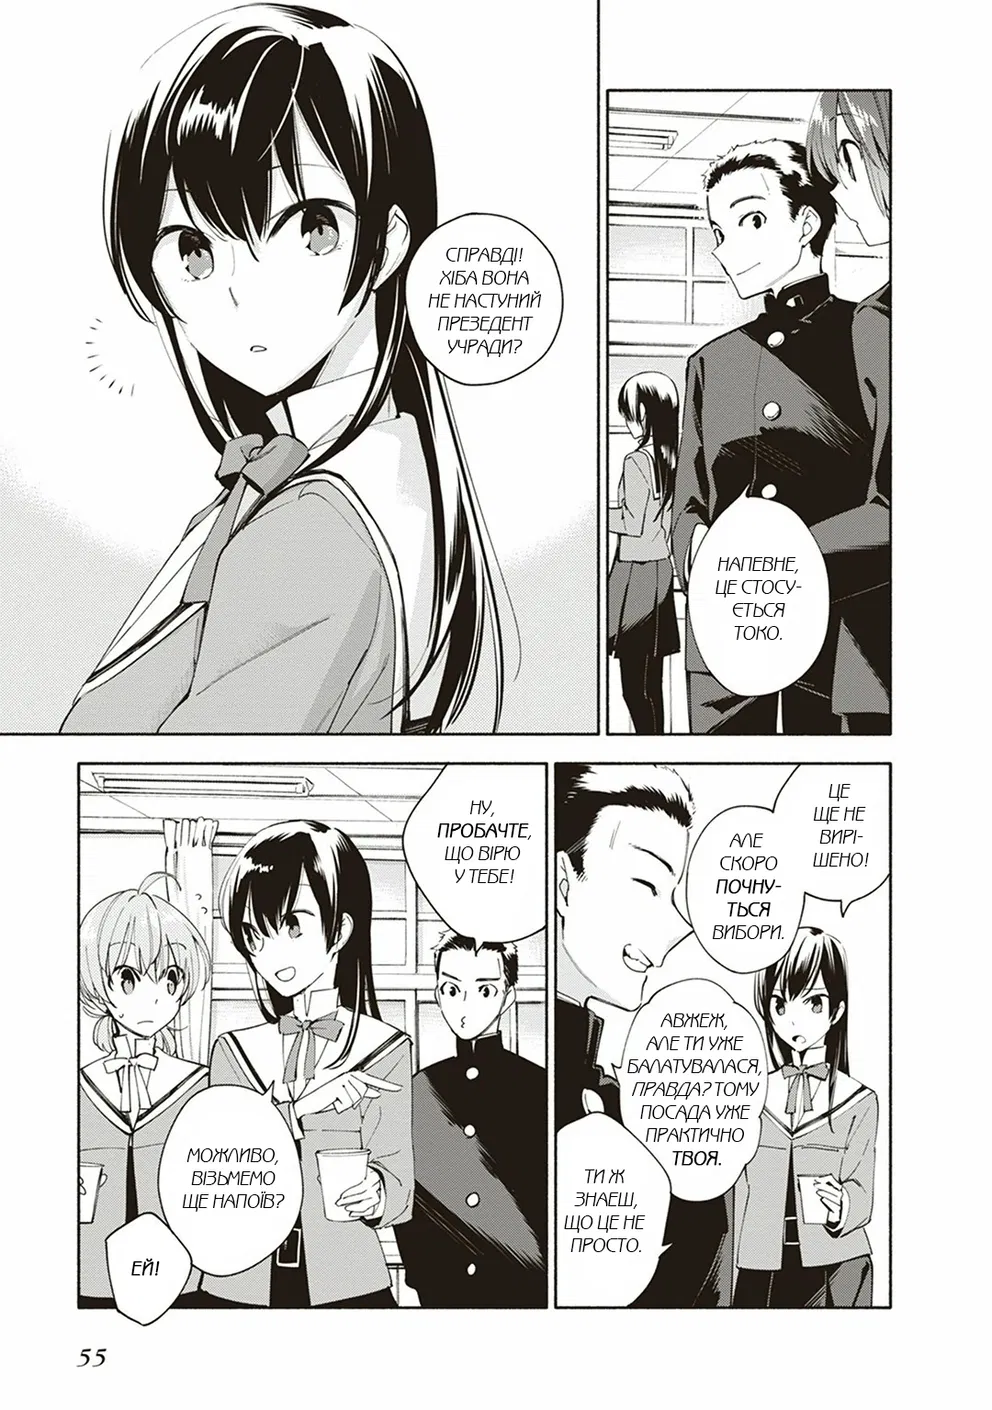 НАПЕВНЕ,
ЦЕ СТОСУ-
ЄТЬСЯ
ТОКО.
СПРАВДІ!
ХІБА ВОНА
НЕ НАСТУНИЙ
ПРЕЗЕДЕНТ
УЧРАДИ?
ЦЕ
ЩЕ НЕ
ВИРІ-
ШЕНО!
АЛЕ
СКОРО
ПОЧНУ-
ТЬСЯ
ВИБОРИ.
АВЖЕЖ,
АЛЕ ТИ УЖЕ
БАЛАТУВАЛАСЯ,
ПРАВДА? ТОМУ
ПОСАДА УЖЕ
ПРАКТИЧНО
ТВОЯ.
ТИ Ж
ЗНАЕШ,
ЩО ЦЕ НЕ
ПРОСТО.
НУ,
ПРОБАЧТЕ,
ЩО ВІРЮ
У ТЕБЕ!
МОЖЛИВО,
ВІЗЬМЕМО
ЩЕ НАПОЇВ?
ЕЙ!
55